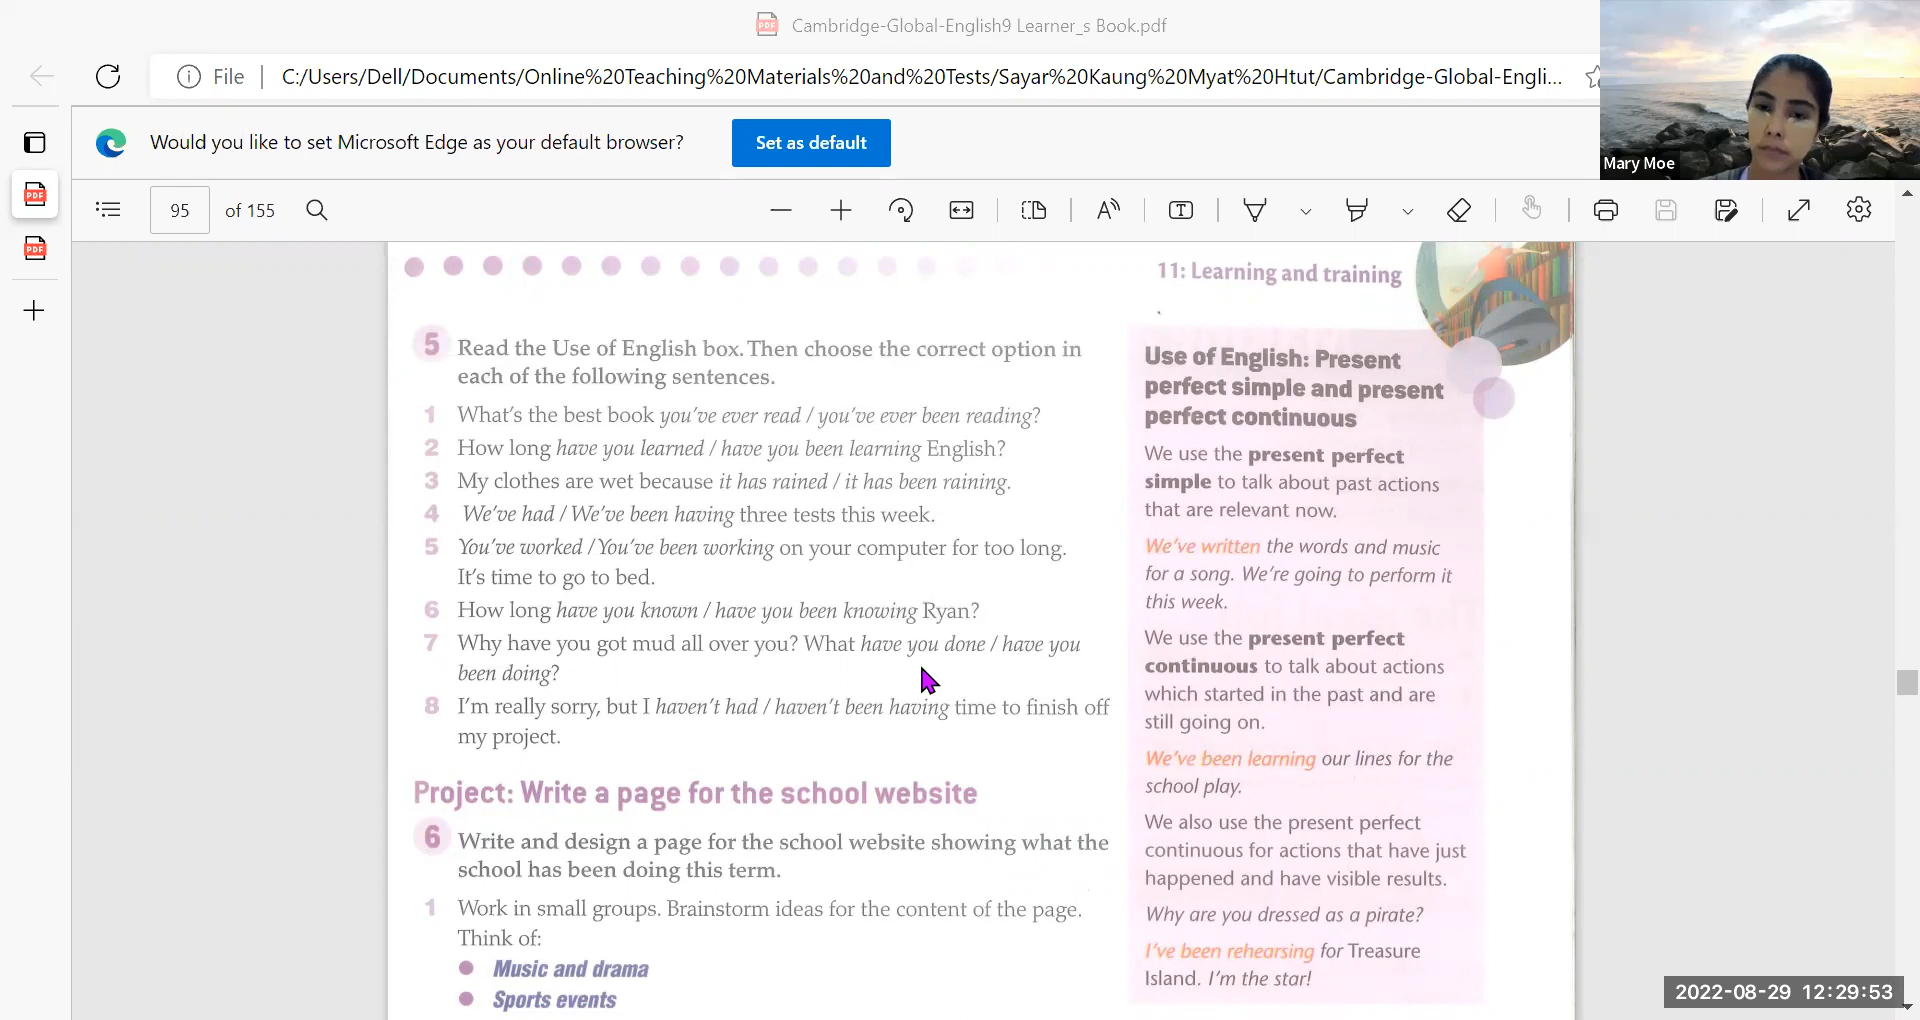 Cambridge-Global-English9 Learner_s Book.pdf
File
C:/Users/Dell/Documents/Online%20Teaching%20Materials%20and%20Tests/Sayar%20Kaung%20Myat%20Htut/Cambridge-Global-Engli...
Would you like to set Microsoft Edge as your default browser?
Set as default
Mary Moe
95 of 155
11: Learning and training
5 Read the Use of English box. Then choose the correct option in
each of the following sentences.
1 What's the best book you've ever read / you've ever been reading?
2 How long have you learned / have you been learning English?
3 My clothes are wet because it has rained / it has been raining.
4 We've had / We've been having three tests this week.
5 You've worked / You've been working on your computer for too long.
It's time to go to bed.
6 How long have you known / have you been knowing Ryan?
7 Why have you got mud all over you? What have you done / have you
been doing?
8 I'm really sorry, but I haven't had / haven't been having time to finish off
my project.
Project: Write a page for the school website
6 Write and design a page for the school website showing what the
school has been doing this term.
1 Work in small groups. Brainstorm ideas for the content of the page.
Think of:
Music and drama
Sports events
Use of English: Present
perfect simple and present
perfect continuous
We use the present perfect
simple to talk about past actions
that are relevant now.
We've written the words and music
for a song. We're going to perform it
this week.
We use the present perfect
continuous to talk about actions
which started in the past and are
still going on.
We've been learning our lines for the
school play.
We also use the present perfect
continuous for actions that have just
happened and have visible results.
Why are you dressed as a pirate?
I've been rehearsing for Treasure
Island. I'm the star!
2022-08-29 12:29:53